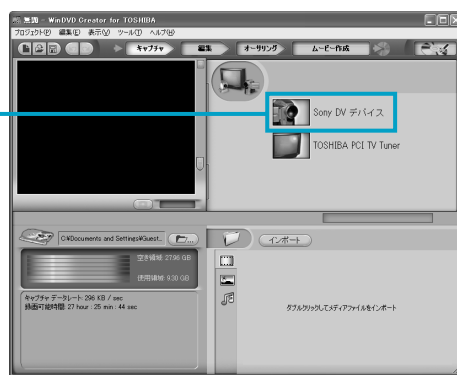 無題 - WinDVD Creator for TOSHIBA
プロジェクト(P) 編集(E) 表示(V) ツール(T) ヘルプ(H)
キャプチャ 編集 オーサリング ムービー作成
Sony DV デバイス
TOSHIBA PCI TV Tuner
C:¥Documents and Settings¥Guest...
インポート
空き領域: 27.96 GB
使用領域: 9.30 GB
キャプチャ データレート: 296 KB / sec
録画可能時間: 27 hour : 25 min : 44 sec
ダブルクリックしてメディアファイルをインポート